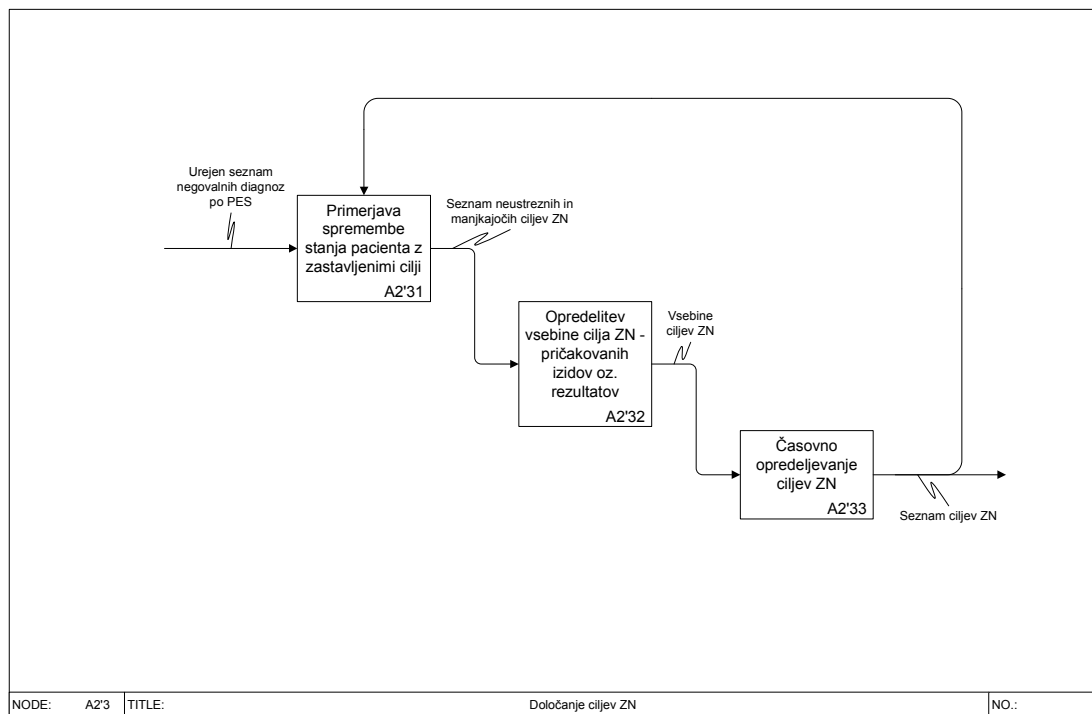 Urejen seznam
negovalnih diagnoz
po PES
Primerjava
spremembe
stanja pacienta z
zastavljenimi cilji
A2'31
Seznam neustreznih in
manjkajočih ciljev ZN
Opredelitev
vsebine cilja ZN -
pričakovanih
izidov oz.
rezultatov
A2'32
Vsebine
ciljev ZN
Časovno
opredeljevanje
ciljev ZN
A2'33
Seznam ciljev ZN
NODE: A2'3 TITLE: Določanje ciljev ZN NO.: